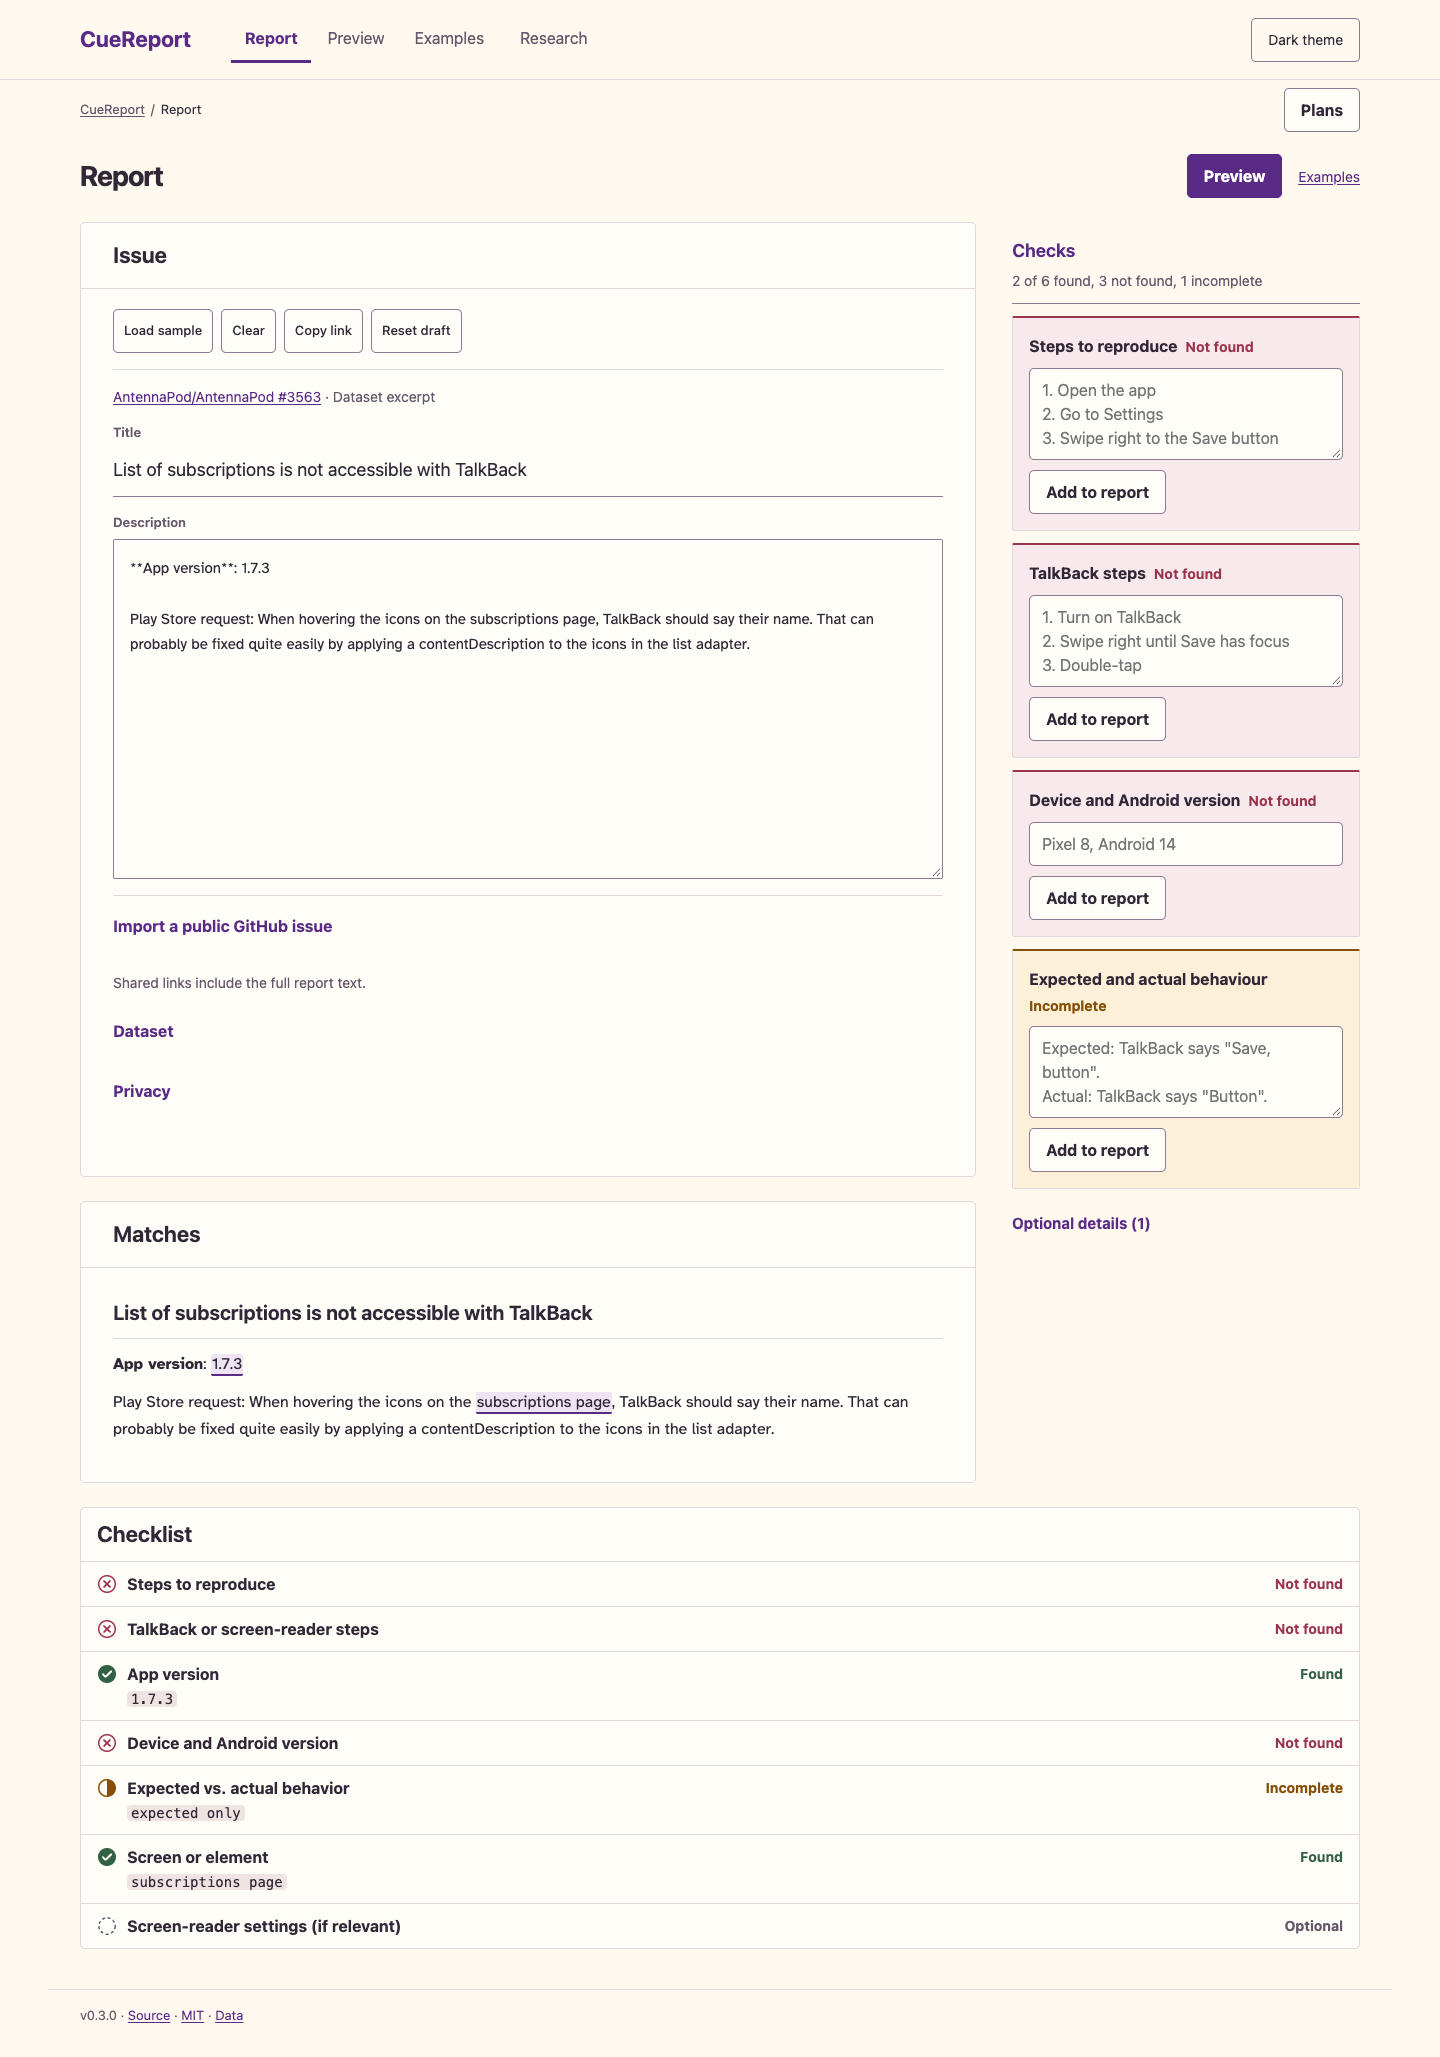 CueReport
Report
Preview
Examples
Research
Dark theme
CueReport / Report
Plans
Report
Preview
Examples
Issue
Load sample
Clear
Copy link
Reset draft
AntennaPod/AntennaPod #3563 · Dataset excerpt
Title
List of subscriptions is not accessible with TalkBack
Description
**App version**: 1.7.3
Play Store request: When hovering the icons on the subscriptions page, TalkBack should say their name. That can
probably be fixed quite easily by applying a contentDescription to the icons in the list adapter.
Import a public GitHub issue
Shared links include the full report text.
Dataset
Privacy
Checks
2 of 6 found, 3 not found, 1 incomplete
Steps to reproduce Not found
1. Open the app
2. Go to Settings
3. Swipe right to the Save button
Add to report
TalkBack steps Not found
1. Turn on TalkBack
2. Swipe until Save has focus
3. Double-tap
Add to report
Device and Android version Not found
Pixel 8, Android 14
Add to report
Expected and actual behaviour
Incomplete
Expected: TalkBack says "Save,
button".
Actual: TalkBack says "Button".
Add to report
Optional details (1)
Matches
List of subscriptions is not accessible with TalkBack
App version: 1.7.3
Play Store request: When hovering the icons on the subscriptions page, TalkBack should say their name. That can
probably be fixed quite easily by applying a contentDescription to the icons in the list adapter.
Checklist
Steps to reproduce Not found
TalkBack or screen-reader steps Not found
App version Found
1.7.3
Device and Android version Not found
Expected vs. actual behavior Incomplete
expected only
Screen or element Found
subscriptions page
Screen-reader settings (if relevant) Optional
v0.3.0 · Source · MIT · Data